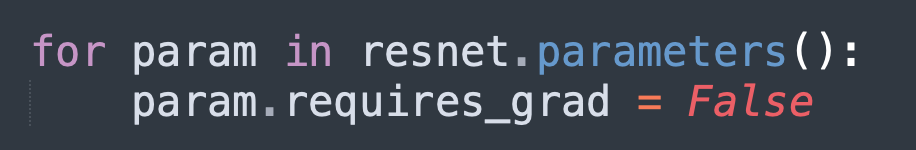 for param in resnet.parameters():
    param.requires_grad = False